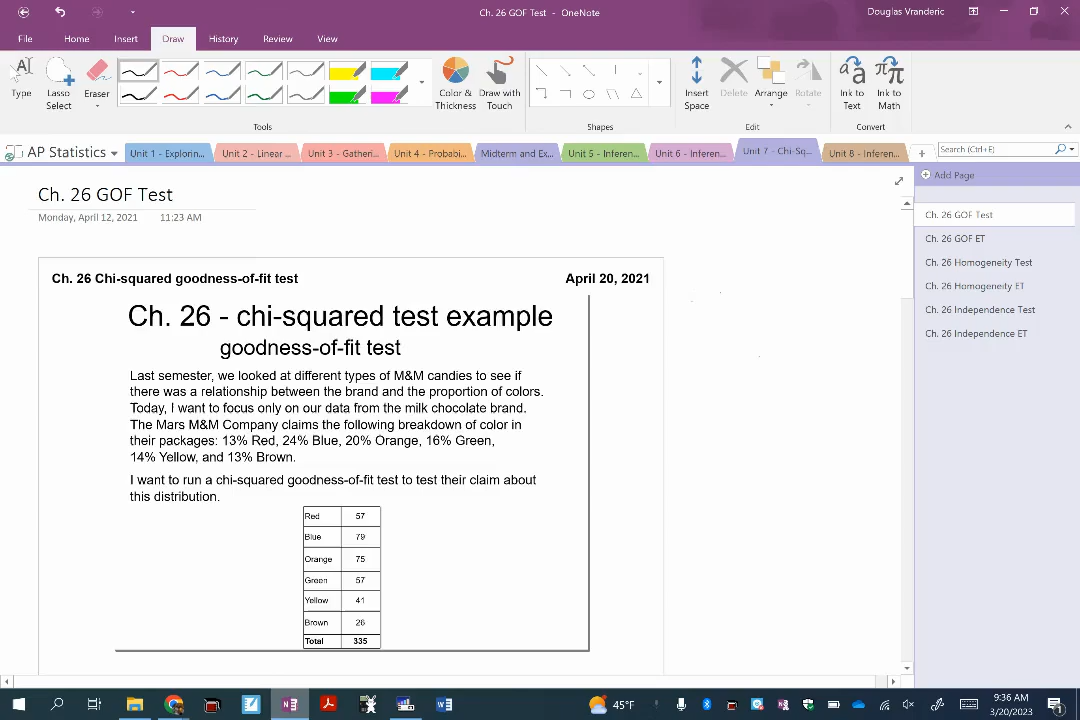 Ch. 26 GOF Test - OneNote
Douglas Vranderic
File
Home
Insert
Draw
History
Review
View
Type
Lasso Select
Eraser
Color & Thickness
Draw with Touch
Insert Space
Delete
Arrange
Rotate
Ink to Text
Ink to Math
Tools
Shapes
Edit
Convert
AP Statistics
Unit 1 - Explorin...
Unit 2 - Linear ...
Unit 3 - Gatheri...
Unit 4 - Probabi...
Midterm and Ex...
Unit 5 - Inferen...
Unit 6 - Inferen...
Unit 7 - Chi-Sq...
Unit 8 - Inferen...
Search (Ctrl+E)
Ch. 26 GOF Test
Monday, April 12, 2021 11:23 AM
Add Page
Ch. 26 GOF Test
Ch. 26 GOF ET
Ch. 26 Homogeneity Test
Ch. 26 Homogeneity ET
Ch. 26 Independence Test
Ch. 26 Independence ET
Ch. 26 Chi-squared goodness-of-fit test April 20, 2021
Ch. 26 - chi-squared test example
goodness-of-fit test
Last semester, we looked at different types of M&M candies to see if
there was a relationship between the brand and the proportion of colors.
Today, I want to focus only on our data from the milk chocolate brand.
The Mars M&M Company claims the following breakdown of color in
their packages: 13% Red, 24% Blue, 20% Orange, 16% Green,
14% Yellow, and 13% Brown.
I want to run a chi-squared goodness-of-fit test to test their claim about
this distribution.
Red 57
Blue 79
Orange 75
Green 57
Yellow 41
Brown 26
Total 335
45°F
9:36 AM
3/20/2023